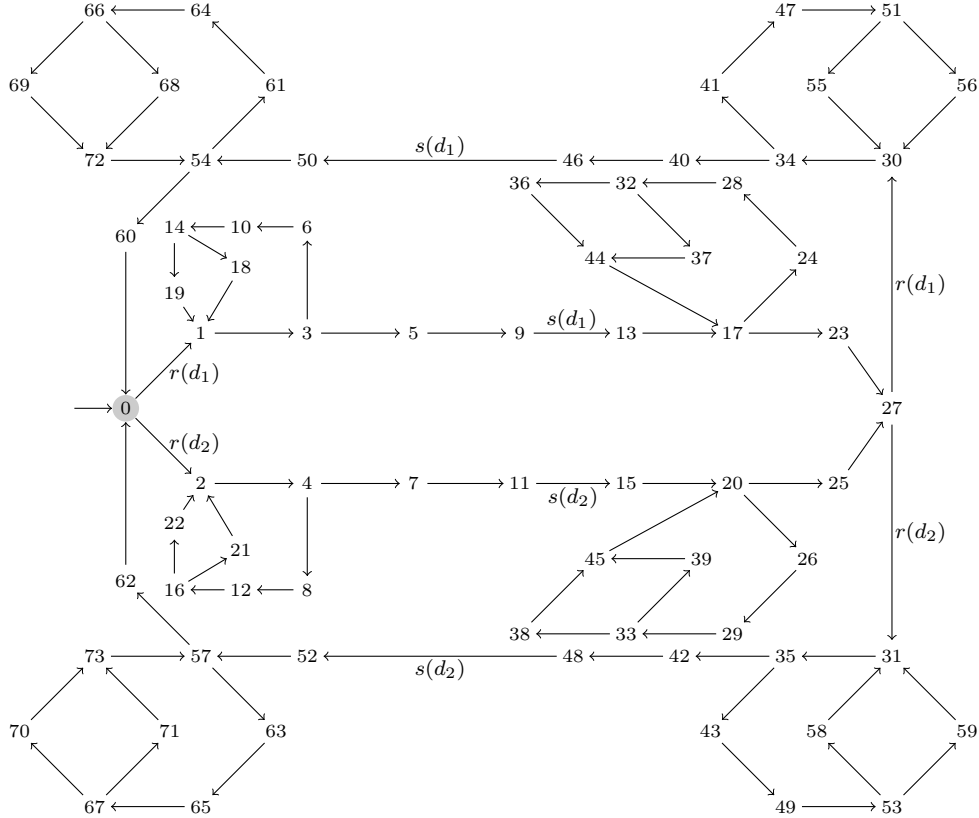 66 64 47 51
69 68 61 41 55 56
s(d₁)
72 54 50 46 40 34 30
36 32 28
60 14 10 6
18 44 37 24
19 r(d₁)
s(d₁)
1 3 5 9 13 17 23
r(d₁)
0 27
r(d₂)
2 4 7 11 15 20 25
s(d₂)
22
21 r(d₂)
45 39 26
62 16 12 8
38 33 29
73 57 52 48 42 35 31
s(d₂)
70 71 63 43 58 59
67 65 49 53